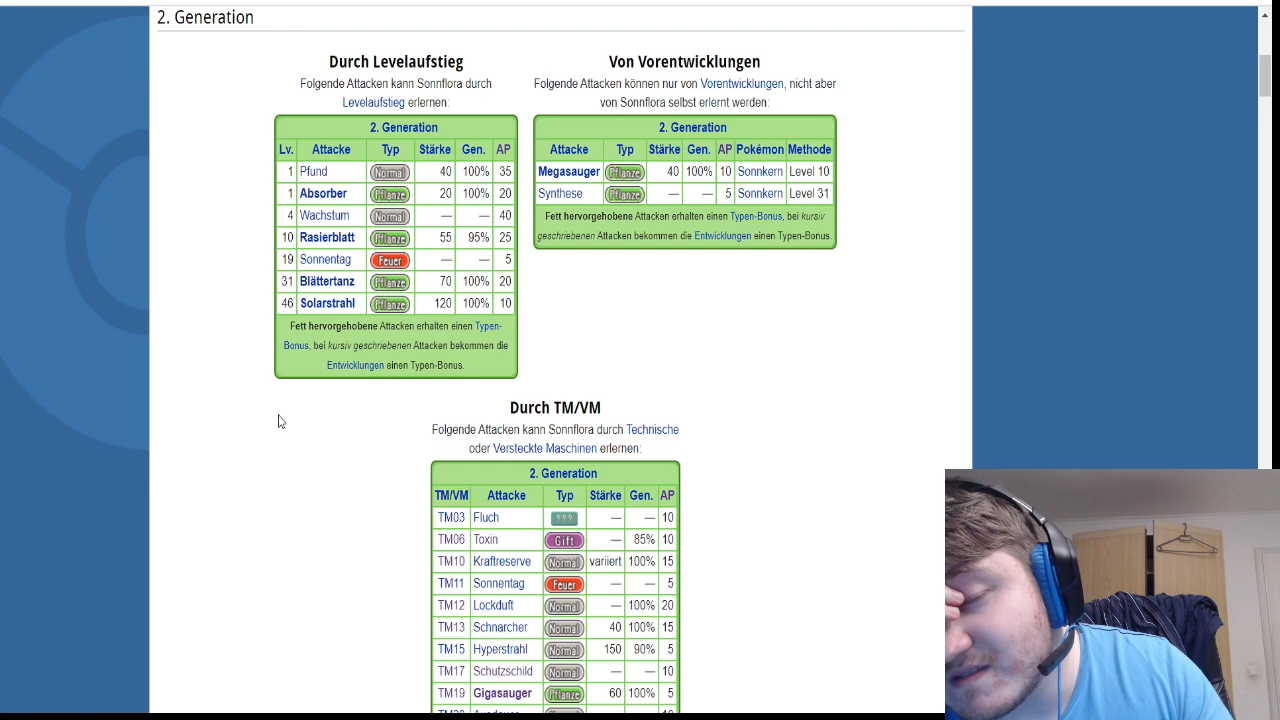 2. Generation
Durch Levelaufstieg
Folgende Attacken kann Sonnflora durch
Levelaufstieg erlernen:
2. Generation
Lv. Attacke Typ Stärke Gen. AP
1 Pfund Normal 40 100% 35
1 Absorber Pflanze 20 100% 20
4 Wachstum Normal — — 40
10 Rasierblatt Pflanze 55 95% 25
19 Sonnentag Feuer — — 5
31 Blättertanz Pflanze 70 100% 20
46 Solarstrahl Pflanze 120 100% 10
Fett hervorgehobene Attacken erhalten einen Typen-
Bonus, bei kursiv geschriebenen Attacken bekommen die
Entwicklungen einen Typen-Bonus.
Von Vorentwicklungen
Folgende Attacken können nur von Vorentwicklungen, nicht aber
von Sonnflora selbst erlernt werden:
2. Generation
Attacke Typ Stärke Gen. AP Pokémon Methode
Megasauger Pflanze 40 100% 10 Sonnkern Level 10
Synthese Pflanze — — 5 Sonnkern Level 31
Fett hervorgehobene Attacken erhalten einen Typen-Bonus, bei kursiv
geschriebenen Attacken bekommen die Entwicklungen einen Typen-Bonus.
Durch TM/VM
Folgende Attacken kann Sonnflora durch Technische
oder Versteckte Maschinen erlernen:
2. Generation
TM/VM Attacke Typ Stärke Gen. AP
TM03 Fluch ??? — — 10
TM06 Toxin Gift — 85% 10
TM10 Kraftreserve Normal variiert 100% 15
TM11 Sonnentag Feuer — — 5
TM12 Lockduft Normal — 100% 20
TM13 Schnarcher Normal 40 100% 15
TM15 Hyperstrahl Normal 150 90% 5
TM17 Schutzschild Normal — — 10
TM19 Gigasauger Pflanze 60 100% 5